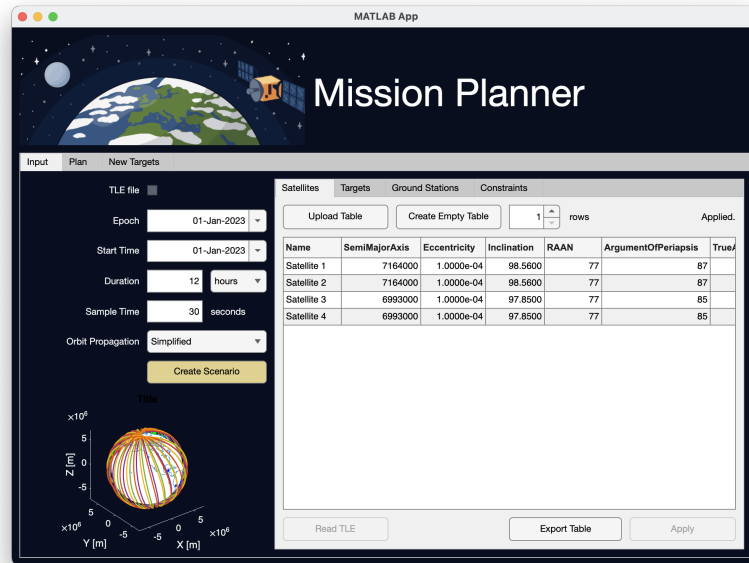 MATLAB App
Mission Planner
Input Plan New Targets
TLE file
Epoch 01-Jan-2023
Start Time 01-Jan-2023
Duration 12 hours
Sample Time 30 seconds
Orbit Propagation Simplified
Create Scenario
Title
×10⁶
5
0
-5
Z [m]
×10⁶
5
0
-5
Y [m]
-5
0
5
×10⁶
X [m]
Satellites Targets Ground Stations Constraints
Upload Table Create Empty Table 1 rows Applied.
Name SemiMajorAxis Eccentricity Inclination RAAN ArgumentOfPeriapsis TrueA
Satellite 1 7164000 1.0000e-04 98.5600 77 87
Satellite 2 7164000 1.0000e-04 98.5600 77 87
Satellite 3 6993000 1.0000e-04 97.8500 77 85
Satellite 4 6993000 1.0000e-04 97.8500 77 85
Read TLE Export Table Apply